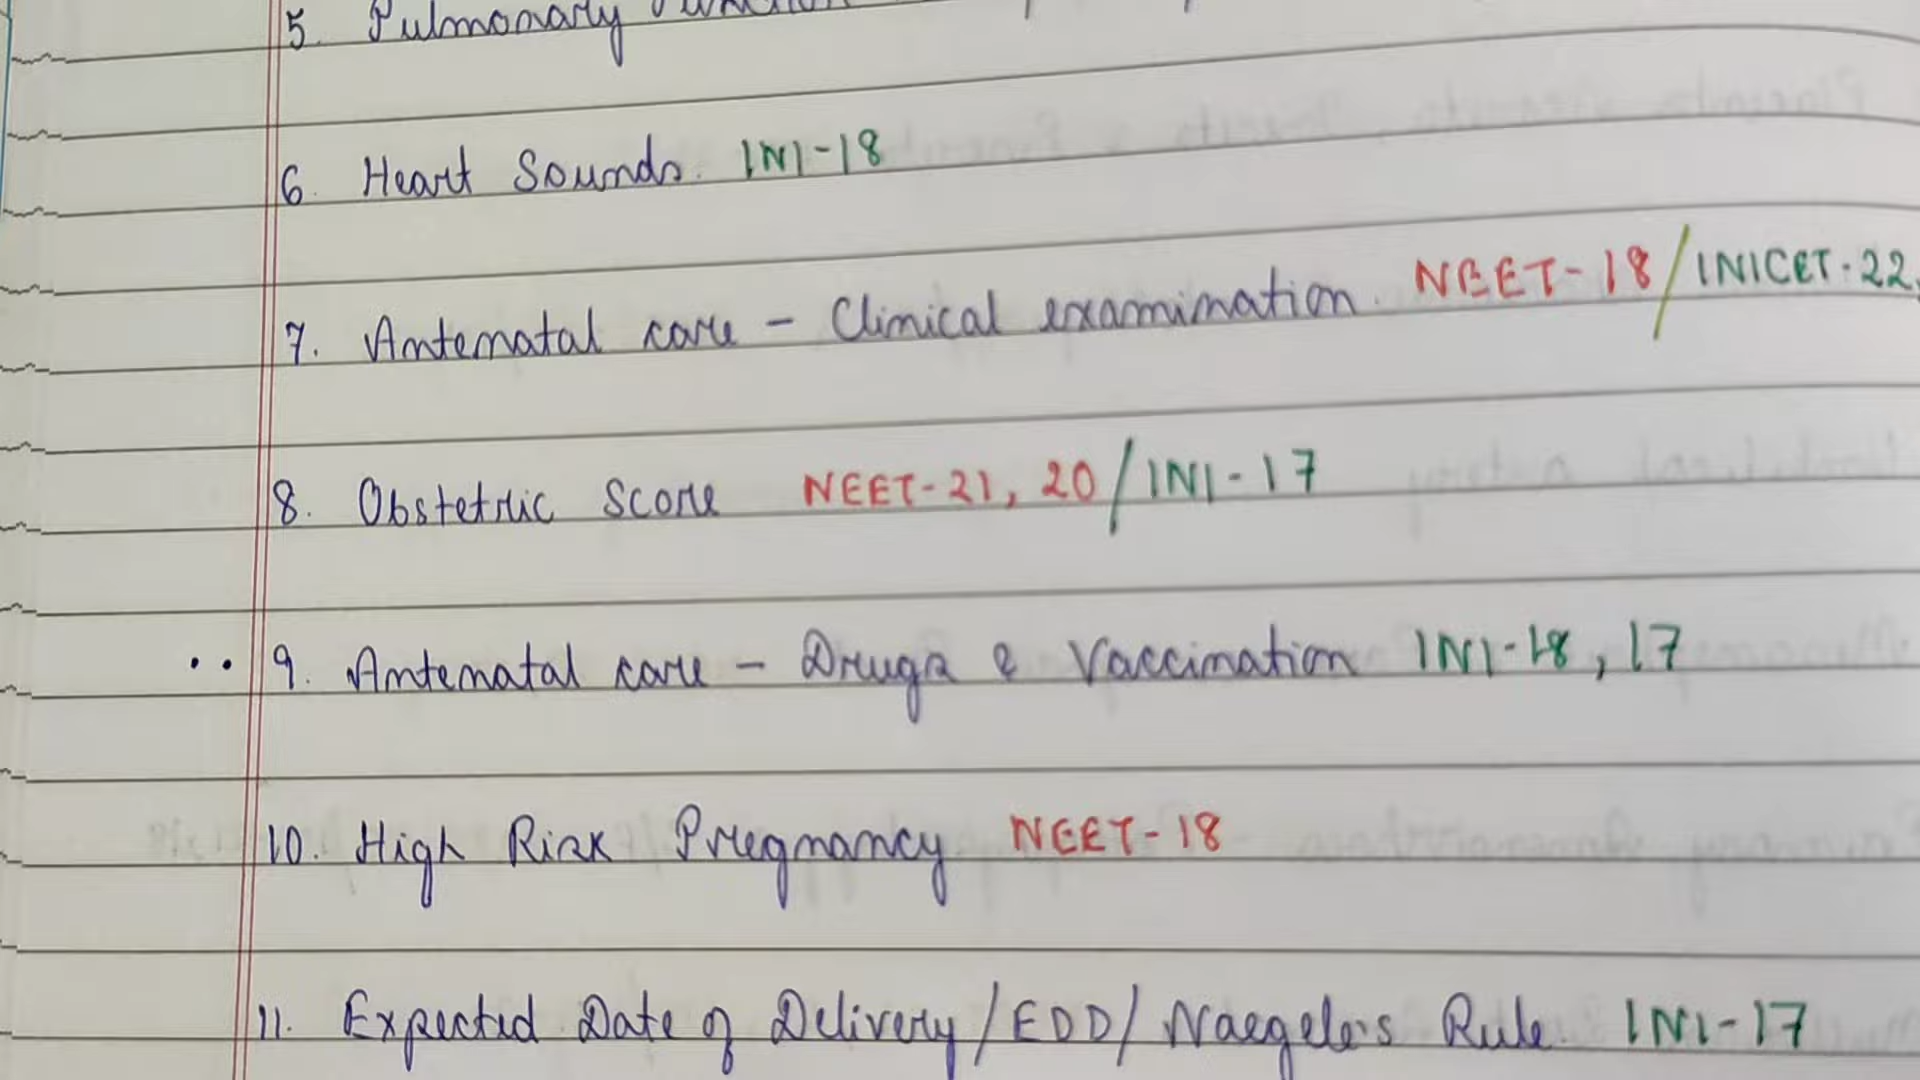 5. Pulmonary
6. Heart Sounds. INI-18
7. Antenatal care - Clinical examination. NEET-18/INICET-22,
8. Obstetric Score NEET-21, 20/INI-17
9. Antenatal care - Drugs & Vaccination INI-18, 17
10. High Risk Pregnancy NEET-18
11. Expected Date of Delivery/EDD/Naegele's Rule. INI-17